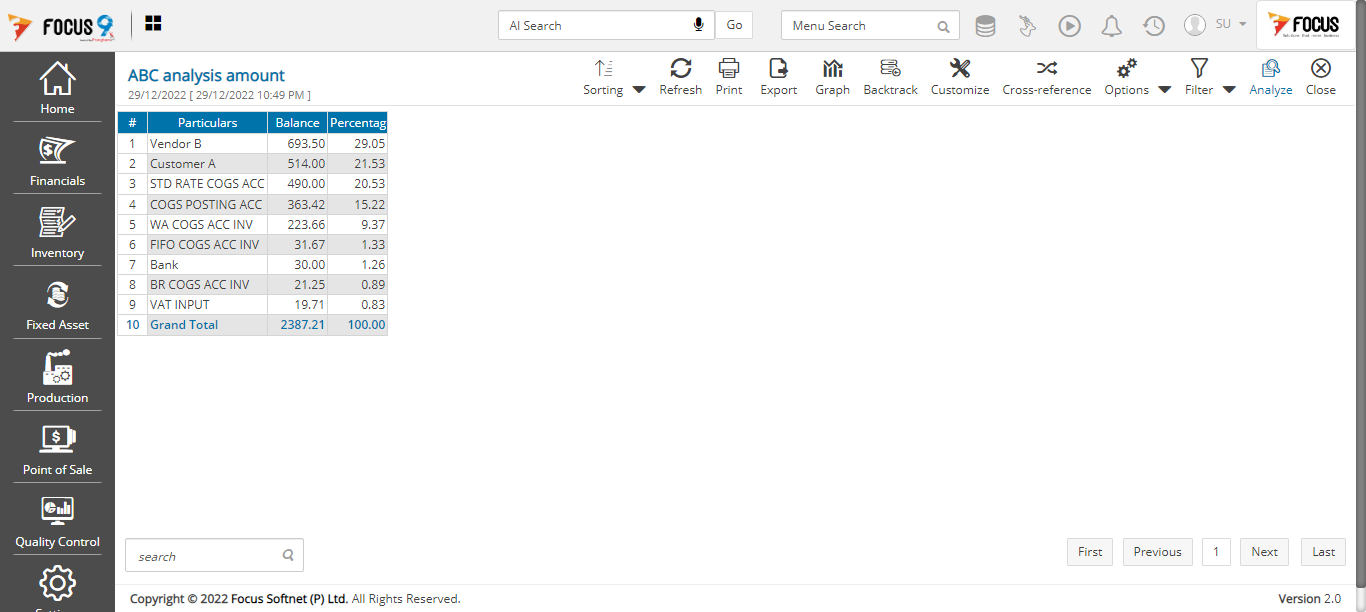 FOCUS 9
AI Search
Go
Menu Search
SU
FOCUS
Home
Financials
Inventory
Fixed Asset
Production
Point of Sale
Quality Control
ABC analysis amount
29/12/2022 [ 29/12/2022 10:49 PM ]
Sorting Refresh Print Export Graph Backtrack Customize Cross-reference Options Filter Analyze Close
# Particulars Balance Percentag
1 Vendor B 693.50 29.05
2 Customer A 514.00 21.53
3 STD RATE COGS ACC 490.00 20.53
4 COGS POSTING ACC 363.42 15.22
5 WA COGS ACC INV 223.66 9.37
6 FIFO COGS ACC INV 31.67 1.33
7 Bank 30.00 1.26
8 BR COGS ACC INV 21.25 0.89
9 VAT INPUT 19.71 0.83
10 Grand Total 2387.21 100.00
search
First Previous 1 Next Last
Copyright © 2022 Focus Softnet (P) Ltd. All Rights Reserved.
Version 2.0